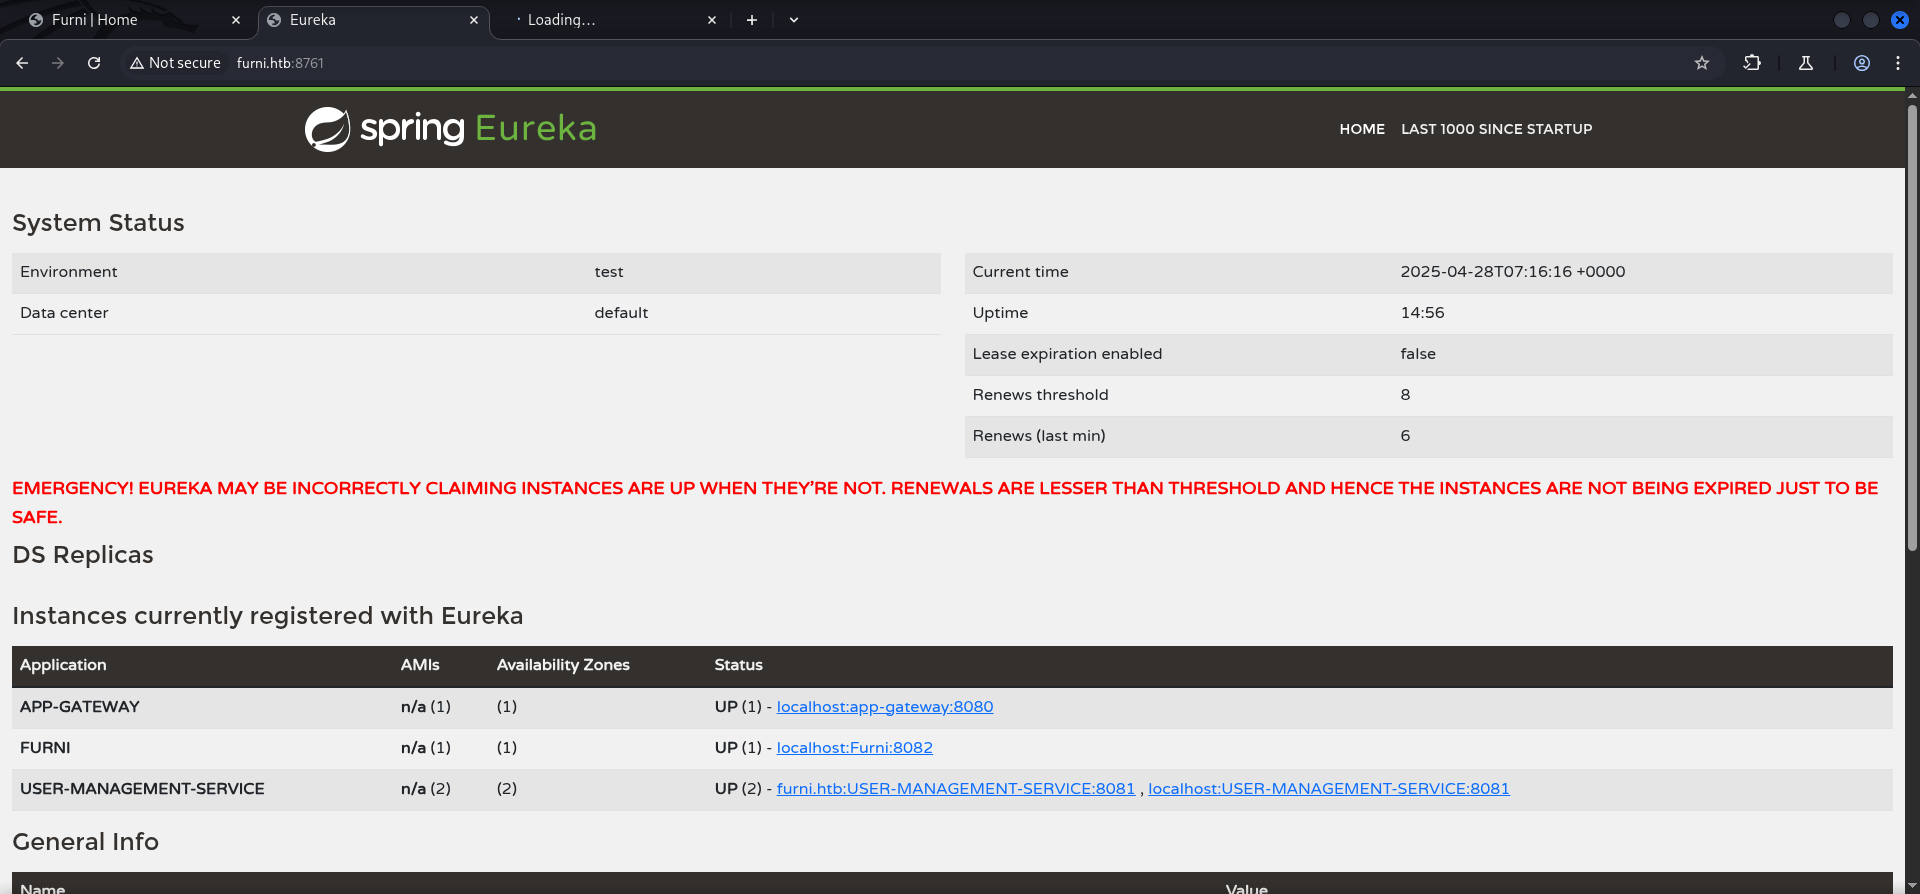 Furni | Home
Eureka
Loading...
Not secure furni.htb:8761
spring Eureka
HOME LAST 1000 SINCE STARTUP
System Status
Environment test
Data center default
Current time 2025-04-28T07:16:16 +0000
Uptime 14:56
Lease expiration enabled false
Renews threshold 8
Renews (last min) 6
EMERGENCY! EUREKA MAY BE INCORRECTLY CLAIMING INSTANCES ARE UP WHEN THEY'RE NOT. RENEWALS ARE LESSER THAN THRESHOLD AND HENCE THE INSTANCES ARE NOT BEING EXPIRED JUST TO BE
SAFE.
DS Replicas
Instances currently registered with Eureka
Application AMIs Availability Zones Status
APP-GATEWAY n/a (1) (1) UP (1) - localhost:app-gateway:8080
FURNI n/a (1) (1) UP (1) - localhost:Furni:8082
USER-MANAGEMENT-SERVICE n/a (2) (2) UP (2) - furni.htb:USER-MANAGEMENT-SERVICE:8081 , localhost:USER-MANAGEMENT-SERVICE:8081
General Info
Name Value